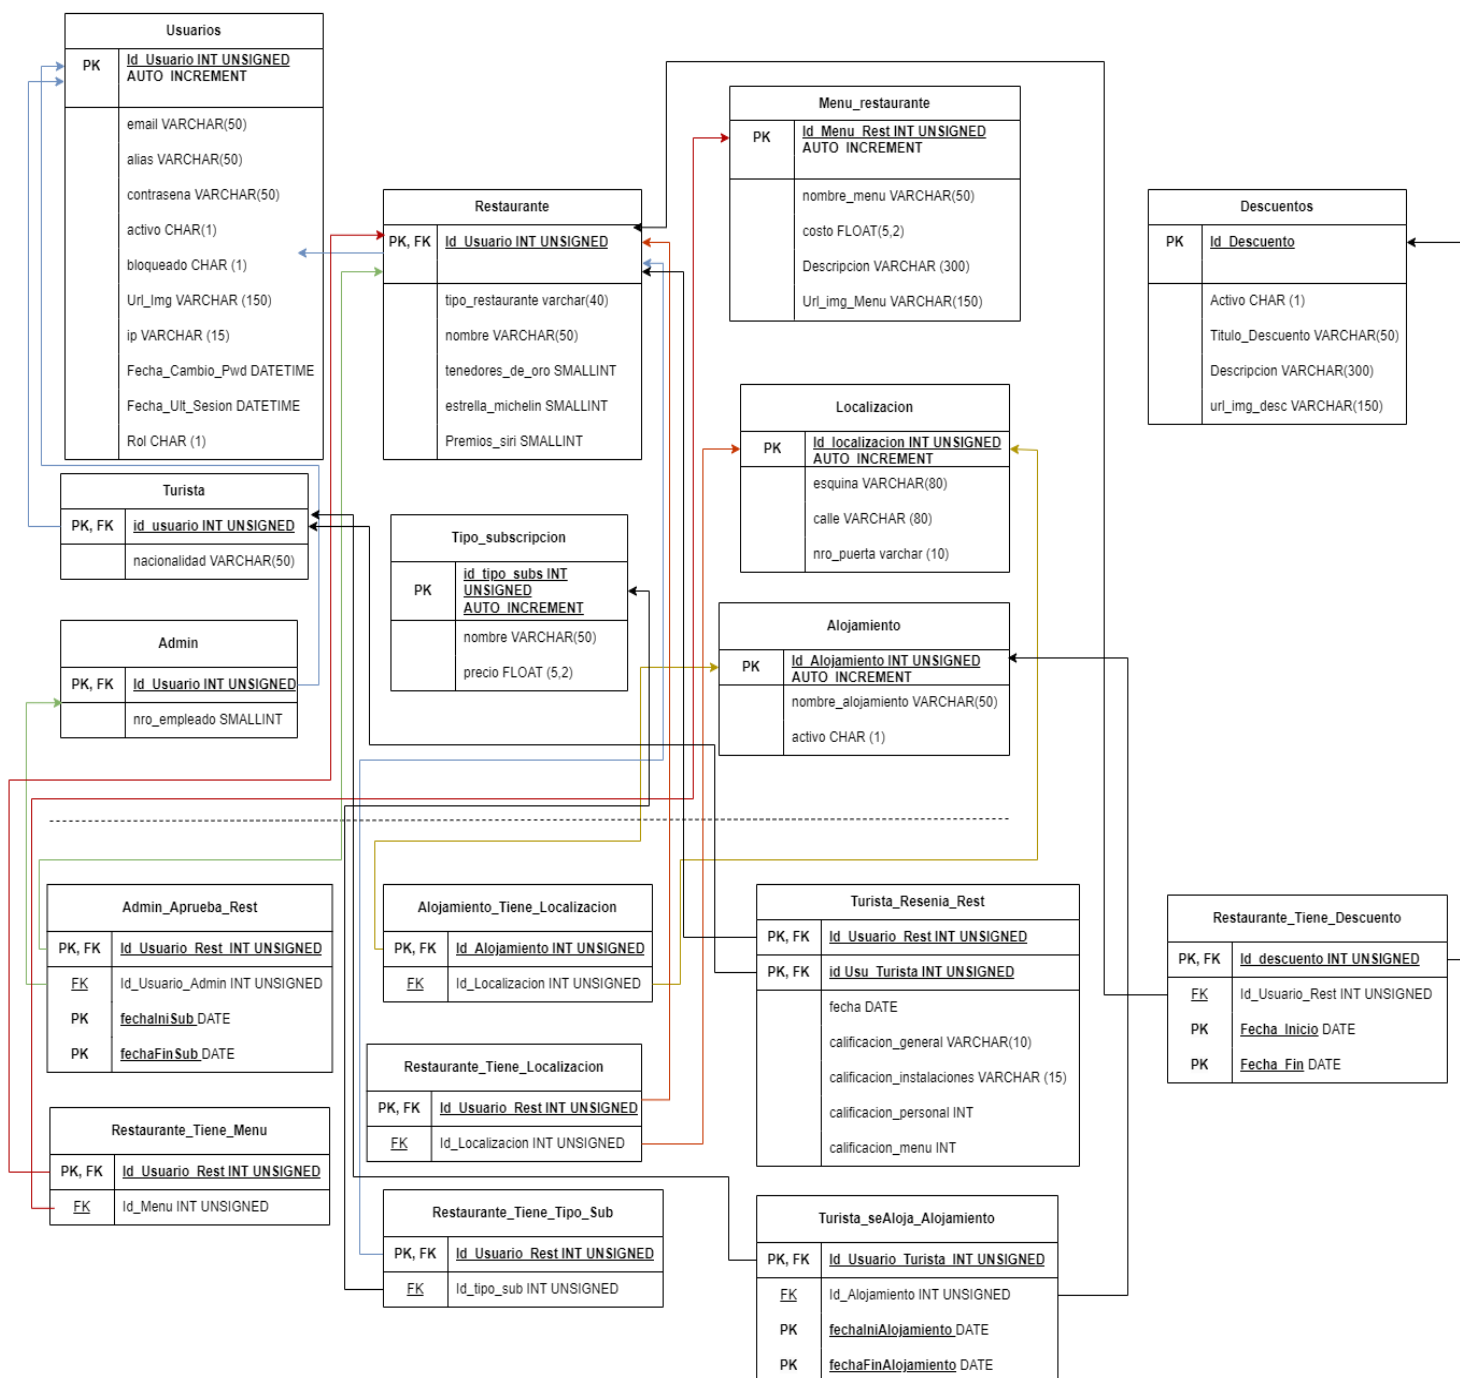 Usuarios
PK
Id_Usuario INT UNSIGNED
AUTO_INCREMENT
email VARCHAR(50)
alias VARCHAR(50)
contrasena VARCHAR(50)
activo CHAR(1)
bloqueado CHAR (1)
Url_Img VARCHAR (150)
ip VARCHAR (15)
Fecha_Cambio_Pwd DATETIME
Fecha_Ult_Sesion DATETIME
Rol CHAR (1)
Restaurante
PK, FK
Id_Usuario INT UNSIGNED
tipo_restaurante varchar(40)
nombre VARCHAR(50)
tenedores_de_oro SMALLINT
estrella_michelin SMALLINT
Premios_siri SMALLINT
Menu_restaurante
PK
Id_Menu_Rest INT UNSIGNED
AUTO_INCREMENT
nombre_menu VARCHAR(50)
costo FLOAT(5,2)
Descripcion VARCHAR (300)
Url_img_Menu VARCHAR(150)
Descuentos
PK
Id_Descuento
Activo CHAR (1)
Titulo_Descuento VARCHAR(50)
Descripcion VARCHAR(300)
url_img_desc VARCHAR(150)
Localizacion
PK
Id_localizacion INT UNSIGNED
AUTO_INCREMENT
esquina VARCHAR(80)
calle VARCHAR (80)
nro_puerta varchar (10)
Turista
PK, FK
id_usuario INT UNSIGNED
nacionalidad VARCHAR(50)
Tipo_subscripcion
PK
id_tipo_subs INT
UNSIGNED
AUTO_INCREMENT
nombre VARCHAR(50)
precio FLOAT (5,2)
Admin
PK, FK
Id_Usuario INT UNSIGNED
nro_empleado SMALLINT
Alojamiento
PK
Id_Alojamiento INT UNSIGNED
AUTO_INCREMENT
nombre_alojamiento VARCHAR(50)
activo CHAR (1)
Admin_Aprueba_Rest
PK, FK
Id_Usuario_Rest INT UNSIGNED
FK
Id_Usuario_Admin INT UNSIGNED
PK
fechaIniSub DATE
PK
fechaFinSub DATE
Alojamiento_Tiene_Localizacion
PK, FK
Id_Alojamiento INT UNSIGNED
FK
Id_Localizacion INT UNSIGNED
Turista_Resenia_Rest
PK, FK
Id_Usuario_Rest INT UNSIGNED
PK, FK
id Usu_Turista INT UNSIGNED
fecha DATE
calificacion_general VARCHAR(10)
calificacion_instalaciones VARCHAR (15)
calificacion_personal INT
calificacion_menu INT
Restaurante_Tiene_Descuento
PK, FK
Id_descuento INT UNSIGNED
FK
Id_Usuario_Rest INT UNSIGNED
PK
Fecha_Inicio DATE
PK
Fecha_Fin DATE
Restaurante_Tiene_Localizacion
PK, FK
Id_Usuario_Rest INT UNSIGNED
FK
Id_Localizacion INT UNSIGNED
Restaurante_Tiene_Menu
PK, FK
Id_Usuario_Rest INT UNSIGNED
FK
Id_Menu INT UNSIGNED
Restaurante_Tiene_Tipo_Sub
PK, FK
Id_Usuario_Rest INT UNSIGNED
FK
Id_tipo_sub INT UNSIGNED
Turista_seAloja_Alojamiento
PK, FK
Id_Usuario_Turista INT UNSIGNED
FK
Id_Alojamiento INT UNSIGNED
PK
fechaIniAlojamiento DATE
PK
fechaFinAlojamiento DATE